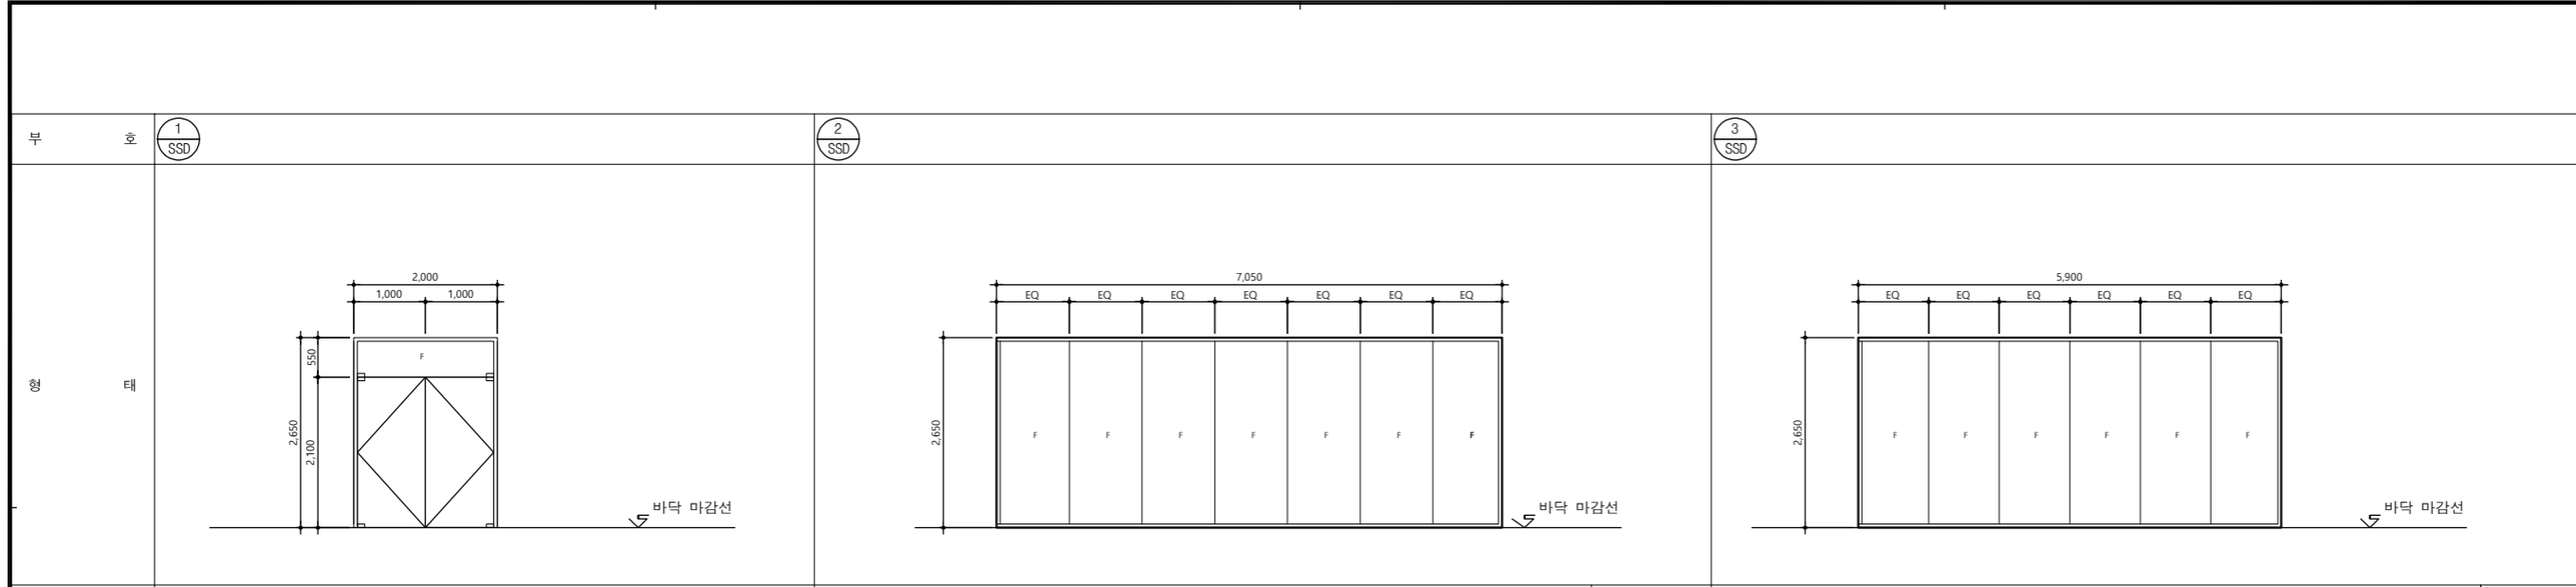 부 호
1
SSD
2
SSD
3
SSD
형 태
2,000
1,000 1,000
550
2,650
2,100
F
바닥 마감선
7,050
EQ EQ EQ EQ EQ EQ EQ
2,650
F F F F F F F
바닥 마감선
5,900
EQ EQ EQ EQ EQ EQ
2,650
F F F F F F
바닥 마감선